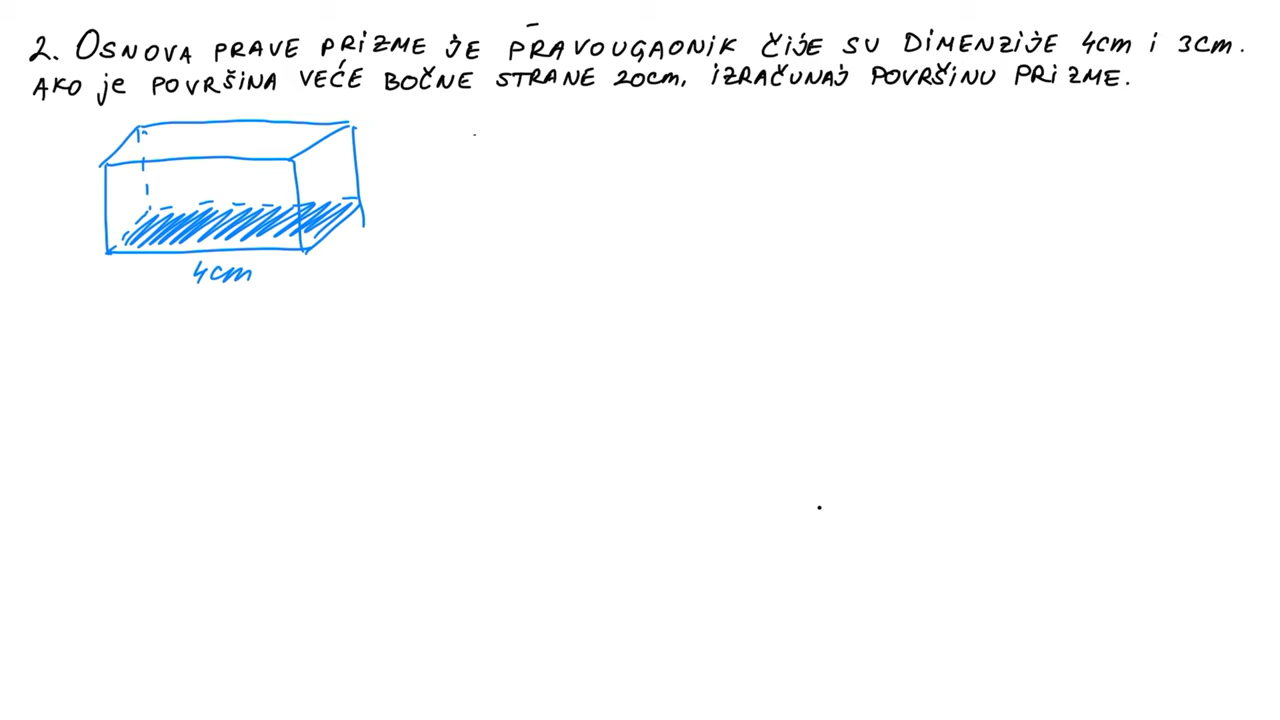 2. OSNOVA PRAVE PRIZME JE PRAVOUGAONIK ČIJE SU DIMENZIJE 4cm i 3cm.
AKO je POVRŠINA VEĆE BOČNE STRANE 20cm, IZRAČUNAJ POVRŠINU PRIZME.
4cm